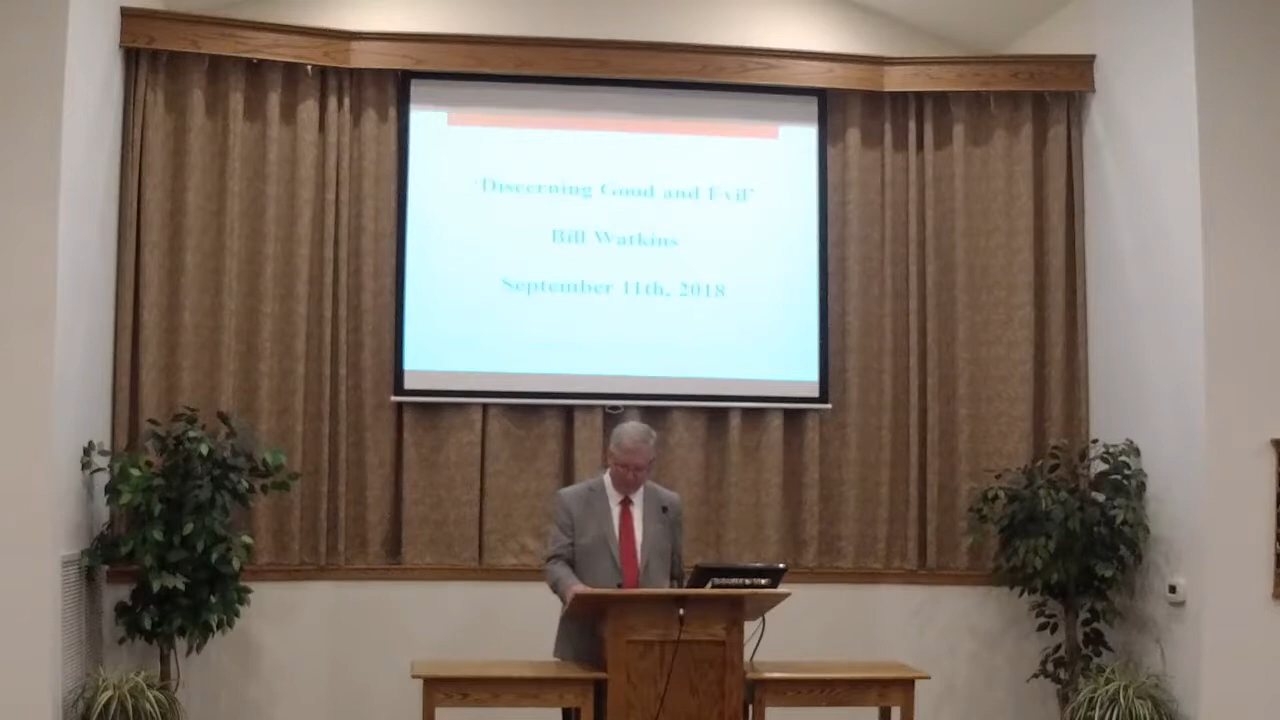 'Discerning Good and Evil'
Bill Watkins
September 11th, 2018